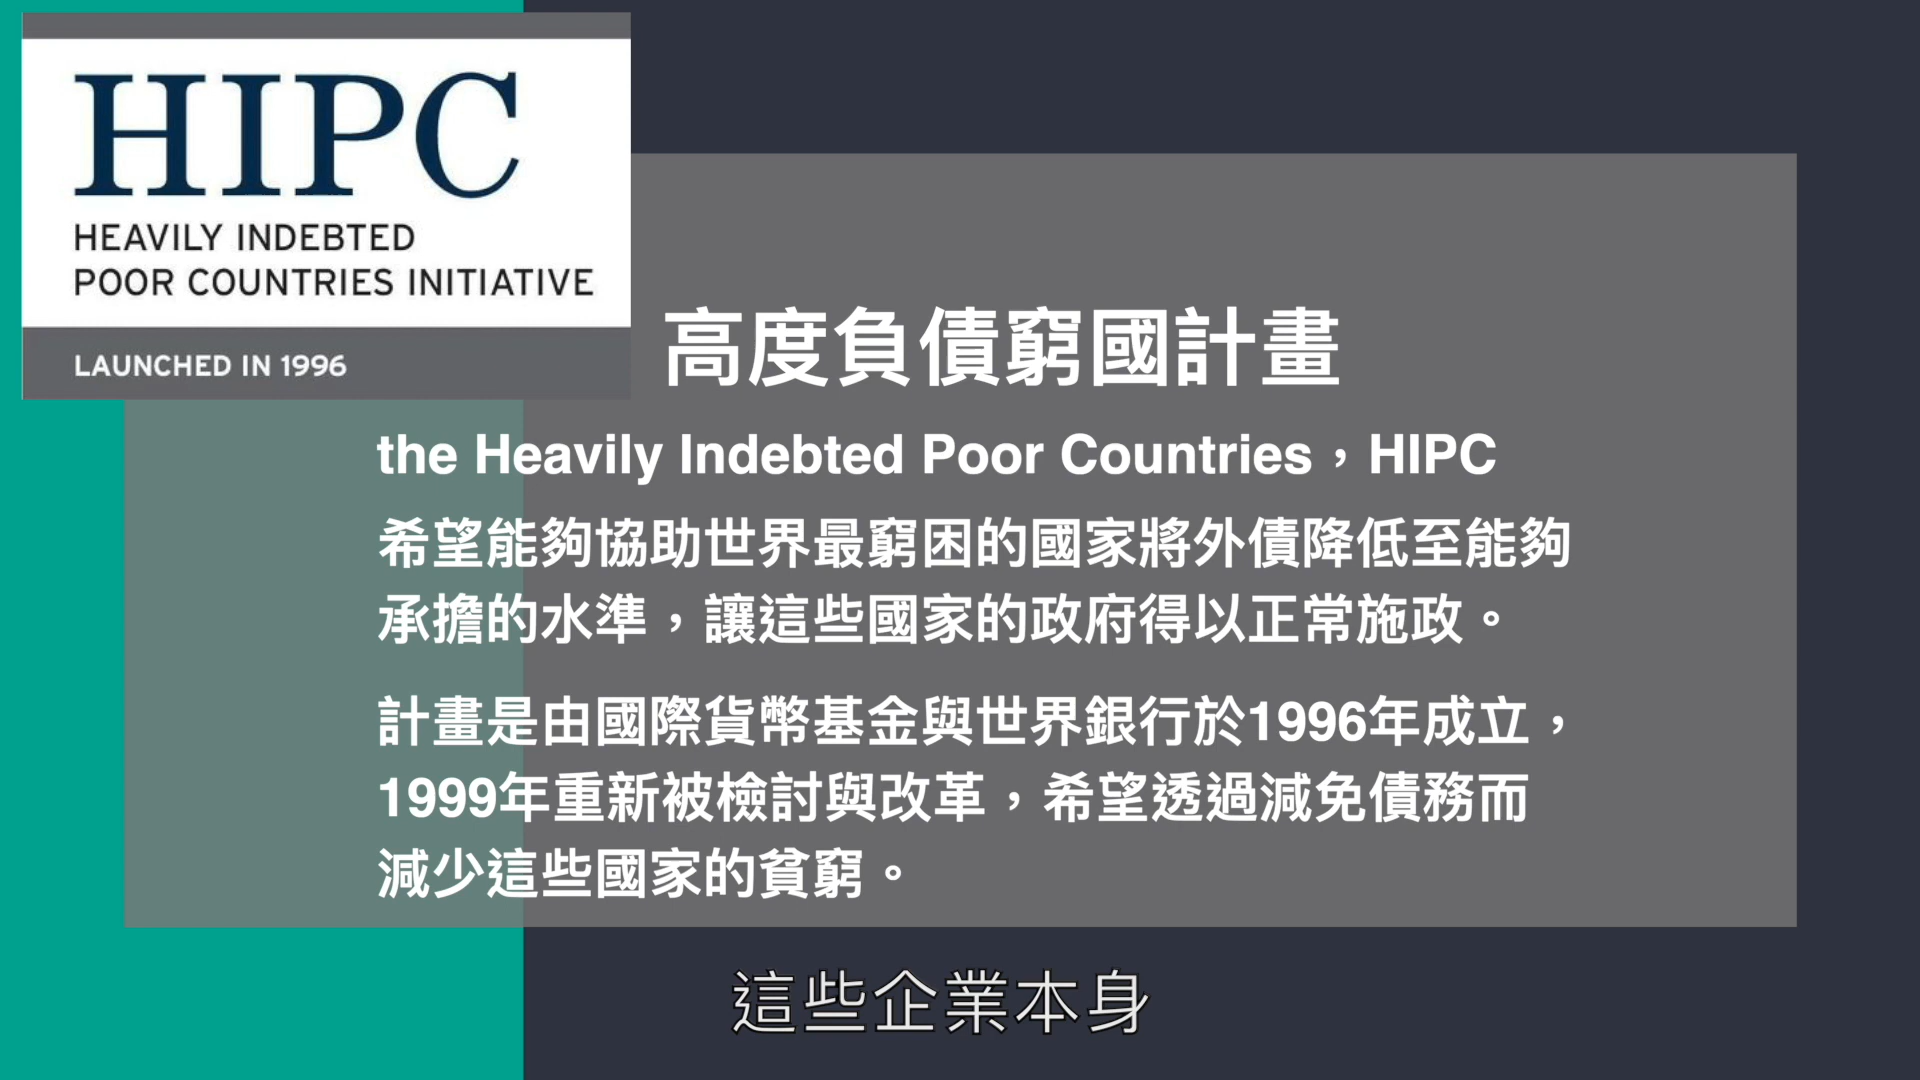 HIPC
HEAVILY INDEBTED
POOR COUNTRIES INITIATIVE
LAUNCHED IN 1996
高度負債窮國計畫
the Heavily Indebted Poor Countries，HIPC
希望能夠協助世界最窮困的國家將外債降低至能夠
承擔的水準，讓這些國家的政府得以正常施政。
計畫是由國際貨幣基金與世界銀行於1996年成立，
1999年重新被檢討與改革，希望透過減免債務而
減少這些國家的貧窮。
這些企業本身